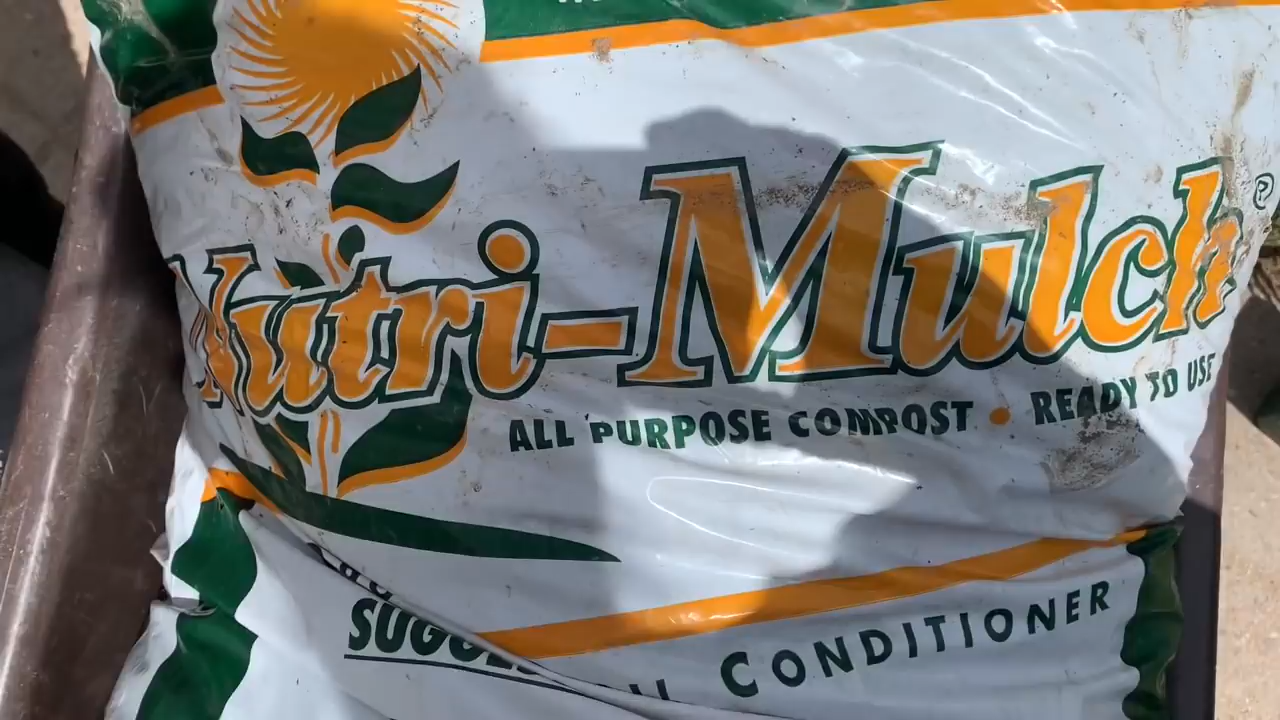 Nutri-Mulch®
ALL PURPOSE COMPOST • READY TO USE
CONDITIONER